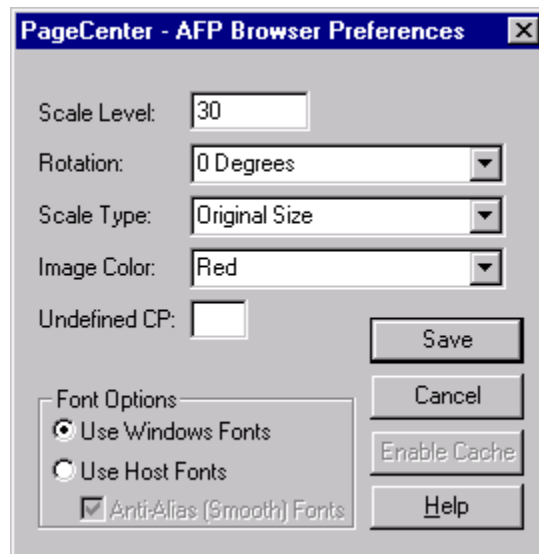 PageCenter - AFP Browser Preferences
Scale Level: 30
Rotation: 0 Degrees
Scale Type: Original Size
Image Color: Red
Undefined CP:
Save
Font Options
Cancel
Use Windows Fonts
Enable Cache
Use Host Fonts
Anti-Alias (Smooth) Fonts
Help